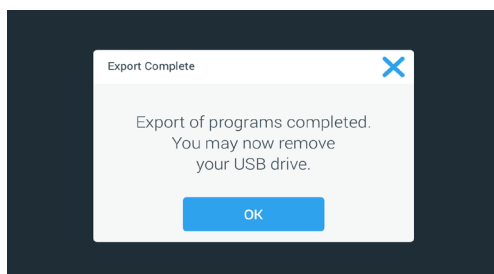 Export Complete
Export of programs completed.
You may now remove
your USB drive.
OK